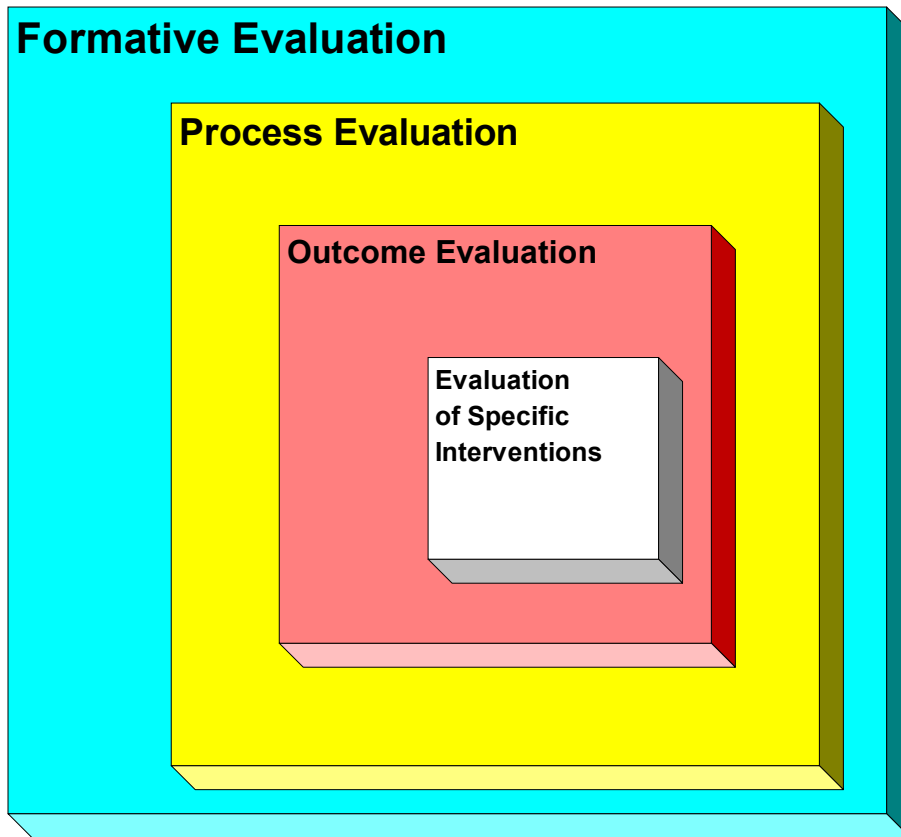 Formative Evaluation
Process Evaluation
Outcome Evaluation
Evaluation
of Specific
Interventions